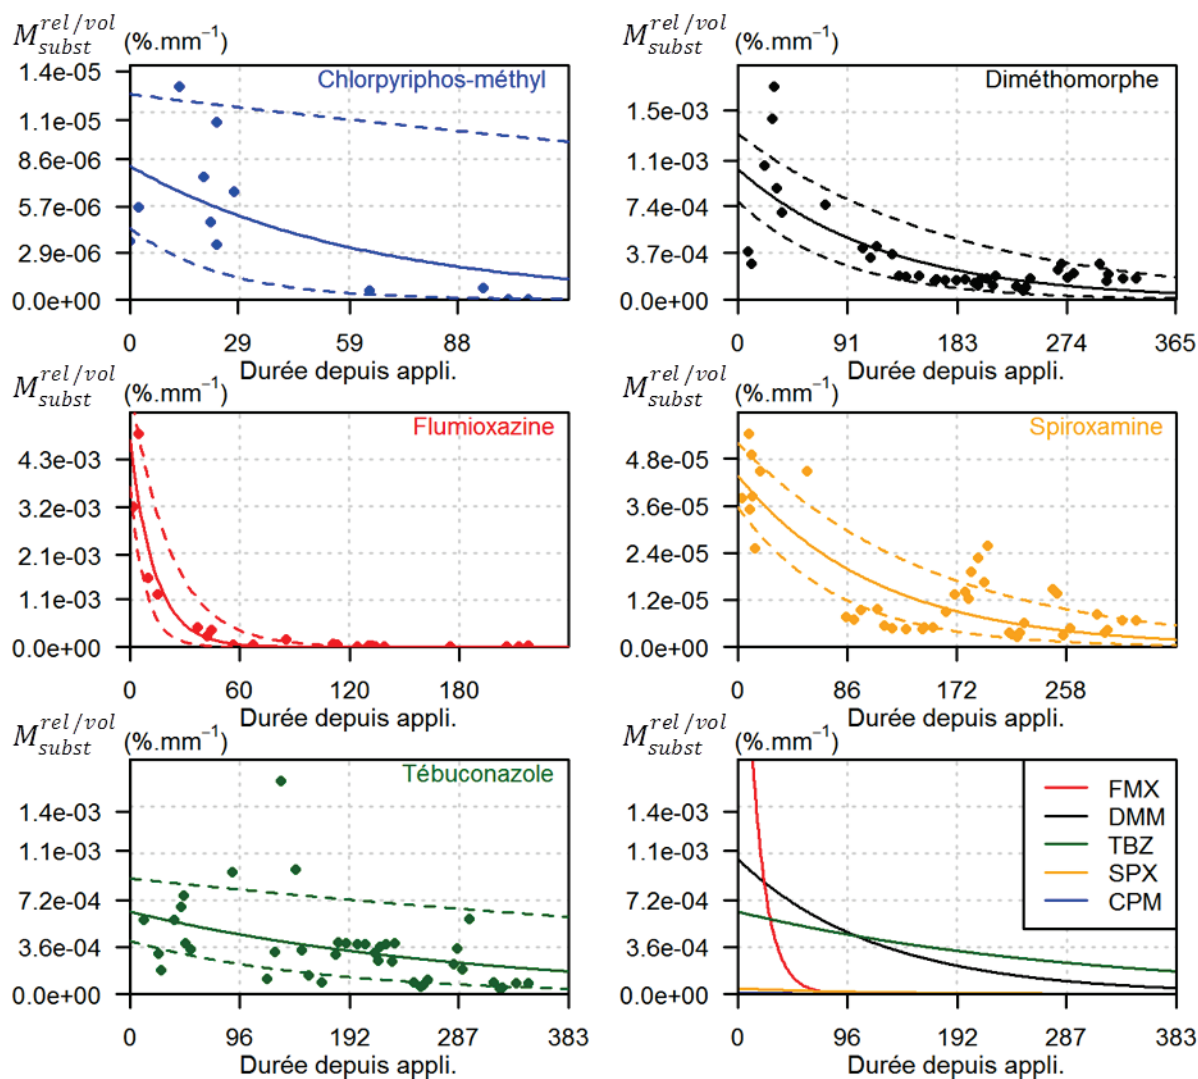 M_subst^rel/vol (%.mm⁻¹)
Chlorpyriphos-méthyl
1.4e-05
1.1e-05
8.6e-06
5.7e-06
2.9e-06
0.0e+00
0 29 59 88
Durée depuis appli.
M_subst^rel/vol (%.mm⁻¹)
Diméthomorphe
1.5e-03
1.1e-03
7.4e-04
3.7e-04
0.0e+00
0 91 183 274 365
Durée depuis appli.
M_subst^rel/vol (%.mm⁻¹)
Flumioxazine
4.3e-03
3.2e-03
2.1e-03
1.1e-03
0.0e+00
0 60 120 180
Durée depuis appli.
M_subst^rel/vol (%.mm⁻¹)
Spiroxamine
4.8e-05
3.6e-05
2.4e-05
1.2e-05
0.0e+00
0 86 172 258
Durée depuis appli.
M_subst^rel/vol (%.mm⁻¹)
Tébuconazole
1.4e-03
1.1e-03
7.2e-04
3.6e-04
0.0e+00
0 96 192 287 383
Durée depuis appli.
M_subst^rel/vol (%.mm⁻¹)
FMX
DMM
TBZ
SPX
CPM
1.4e-03
1.1e-03
7.2e-04
3.6e-04
0.0e+00
0 96 192 287 383
Durée depuis appli.